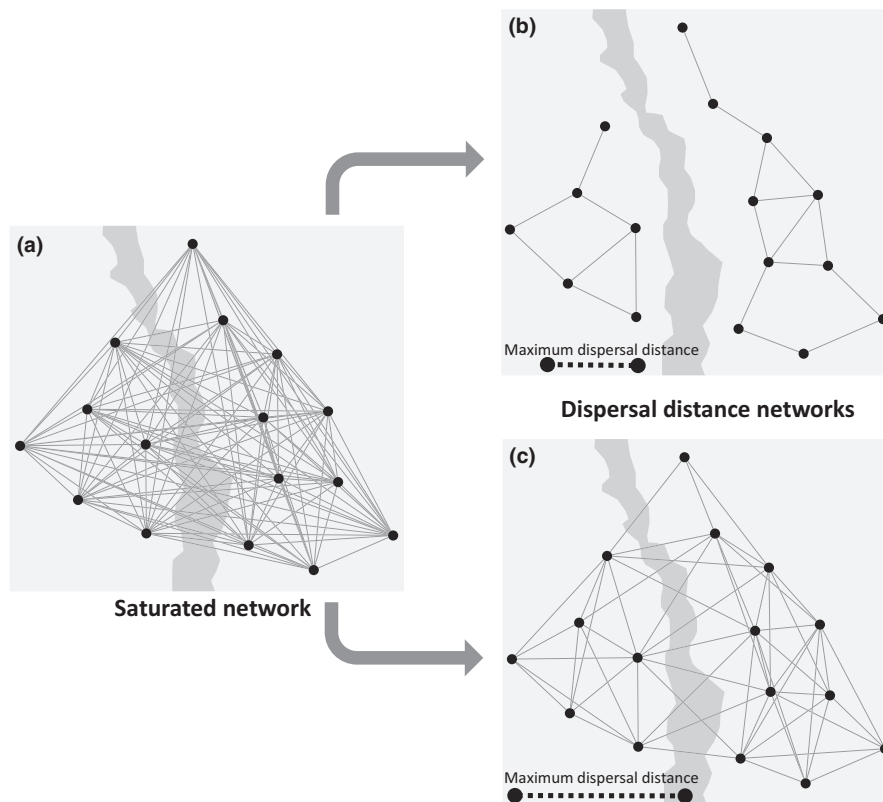 (b)
Maximum dispersal distance
(a)
Dispersal distance networks
(c)
Saturated network
Maximum dispersal distance